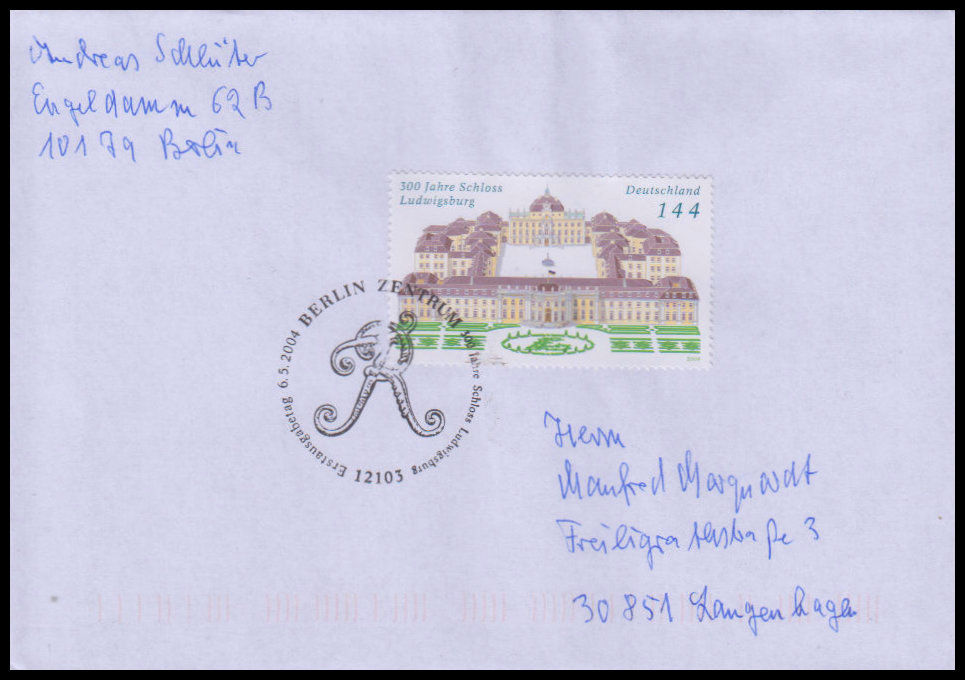 Andreas Schlüter
Engeldamm 62 B
10179 Berlin
300 Jahre Schloss
Ludwigsburg
Deutschland
144
BERLIN ZENTRUM
300 Jahre Schloss Ludwigsburg
12103
Erstausgabetag 6.5.2004
Herrn
Manfred Marquardt
Freiligrathstraße 3
30851 Langenhagen